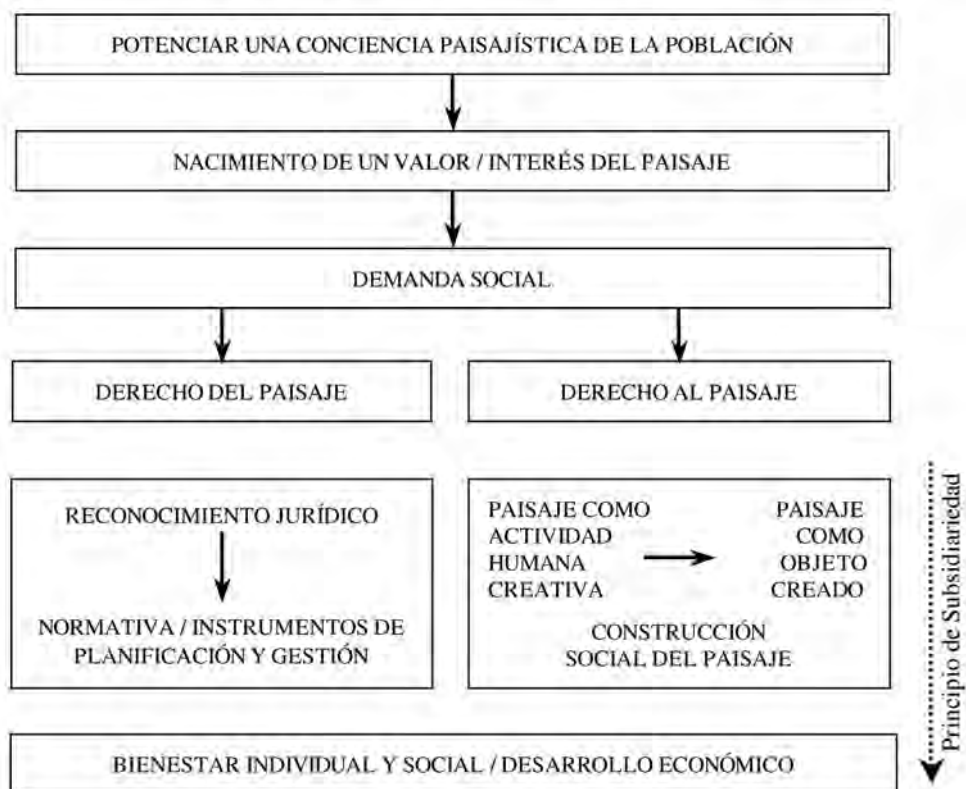 POTENCIAR UNA CONCIENCIA PAISAJÍSTICA DE LA POBLACIÓN
NACIMIENTO DE UN VALOR / INTERÉS DEL PAISAJE
DEMANDA SOCIAL
DERECHO DEL PAISAJE
DERECHO AL PAISAJE
RECONOCIMIENTO JURÍDICO
NORMATIVA / INSTRUMENTOS DE
PLANIFICACIÓN Y GESTIÓN
PAISAJE COMO
ACTIVIDAD
HUMANA
CREATIVA
PAISAJE
COMO
OBJETO
CREADO
CONSTRUCCIÓN
SOCIAL DEL PAISAJE
Principio de Subsidiariedad
BIENESTAR INDIVIDUAL Y SOCIAL / DESARROLLO ECONÓMICO